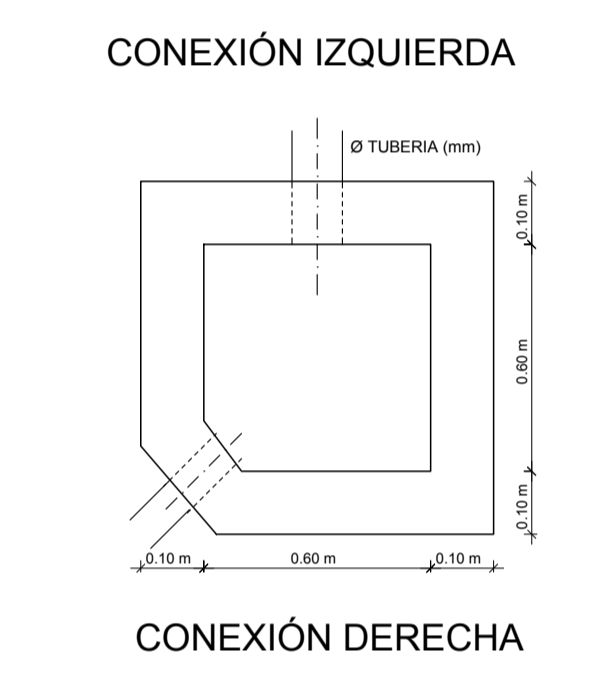 CONEXIÓN IZQUIERDA
Ø TUBERIA (mm)
0.10 m
0.60 m
0.10 m
0.10 m
0.60 m
0.10 m
CONEXIÓN DERECHA